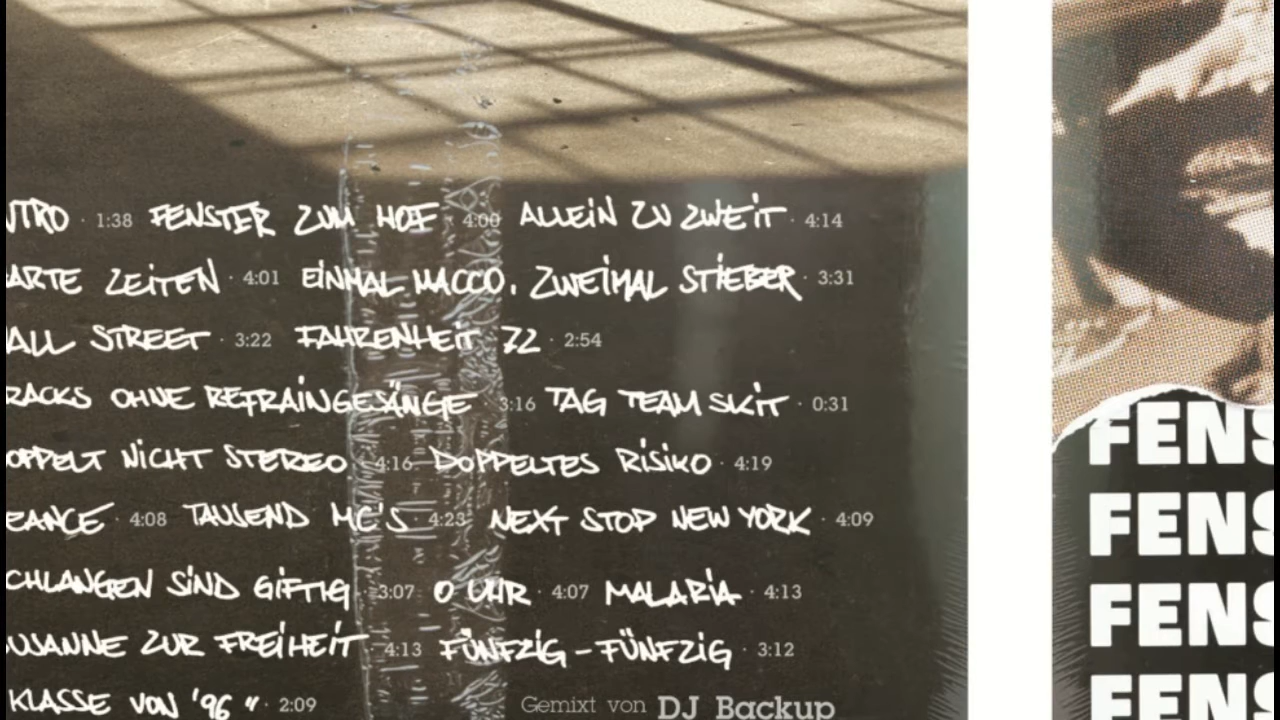 NTRO · 1:38 FENSTER ZUM HOF 4:00 ALLEIN ZU ZWEIT · 4:14
ARTE ZEITEN · 4:01 EINMAL MACCO, ZWEIMAL STIEBER · 3:31
ALL STREET · 3:22 FAHRENHEIT 72 · 2:54
RACKS OHNE REFRAINGESÄNGE · 3:16 TAG TEAM SKIT · 0:31
OPPELT NICHT STEREO · 4:16 DOPPELTES RISIKO · 4:19
ZANCE · 4:08 TAUSEND MC'S · 4:23 NEXT STOP NEW YORK · 4:09
CHLANGEN SIND GIFTIG · 3:07 0 UHR · 4:07 MALARIA · 4:13
USANNE ZUR FREIHEIT · 4:13 FÜNFZIG - FÜNFZIG · 3:12
KLASSE VON '96 " · 2:09
Gemixt von DJ Backup
FENS
FENS
FENS
FENS